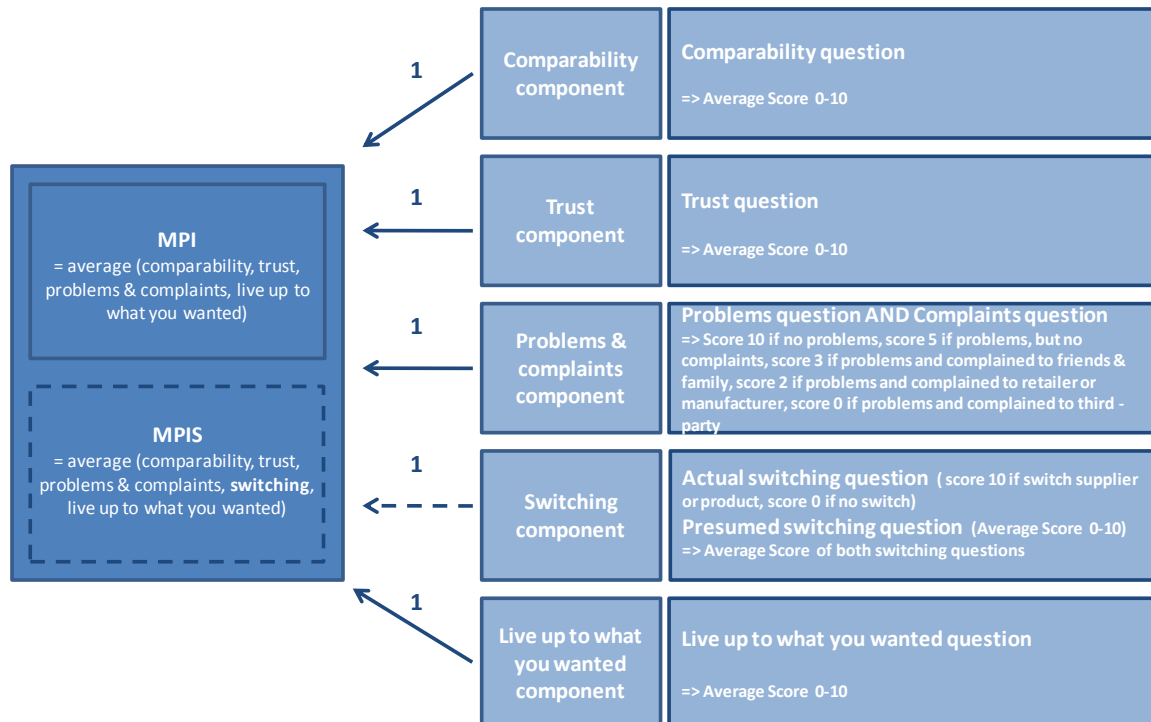 1
Comparability
component
Comparability question
=> Average Score 0-10
1
Trust
component
Trust question
=> Average Score 0-10
MPI
= average (comparability, trust,
problems & complaints, live up to
what you wanted)
1
Problems &
complaints
component
Problems question AND Complaints question
=> Score 10 if no problems, score 5 if problems, but no
complaints, score 3 if problems and complained to friends &
family, score 2 if problems and complained to retailer or
manufacturer, score 0 if problems and complained to third -
party
MPIS
= average (comparability, trust,
problems & complaints, switching,
live up to what you wanted)
1
Switching
component
Actual switching question ( score 10 if switch supplier
or product, score 0 if no switch)
Presumed switching question (Average Score 0-10)
=> Average Score of both switching questions
1
Live up to what
you wanted
component
Live up to what you wanted question
=> Average Score 0-10